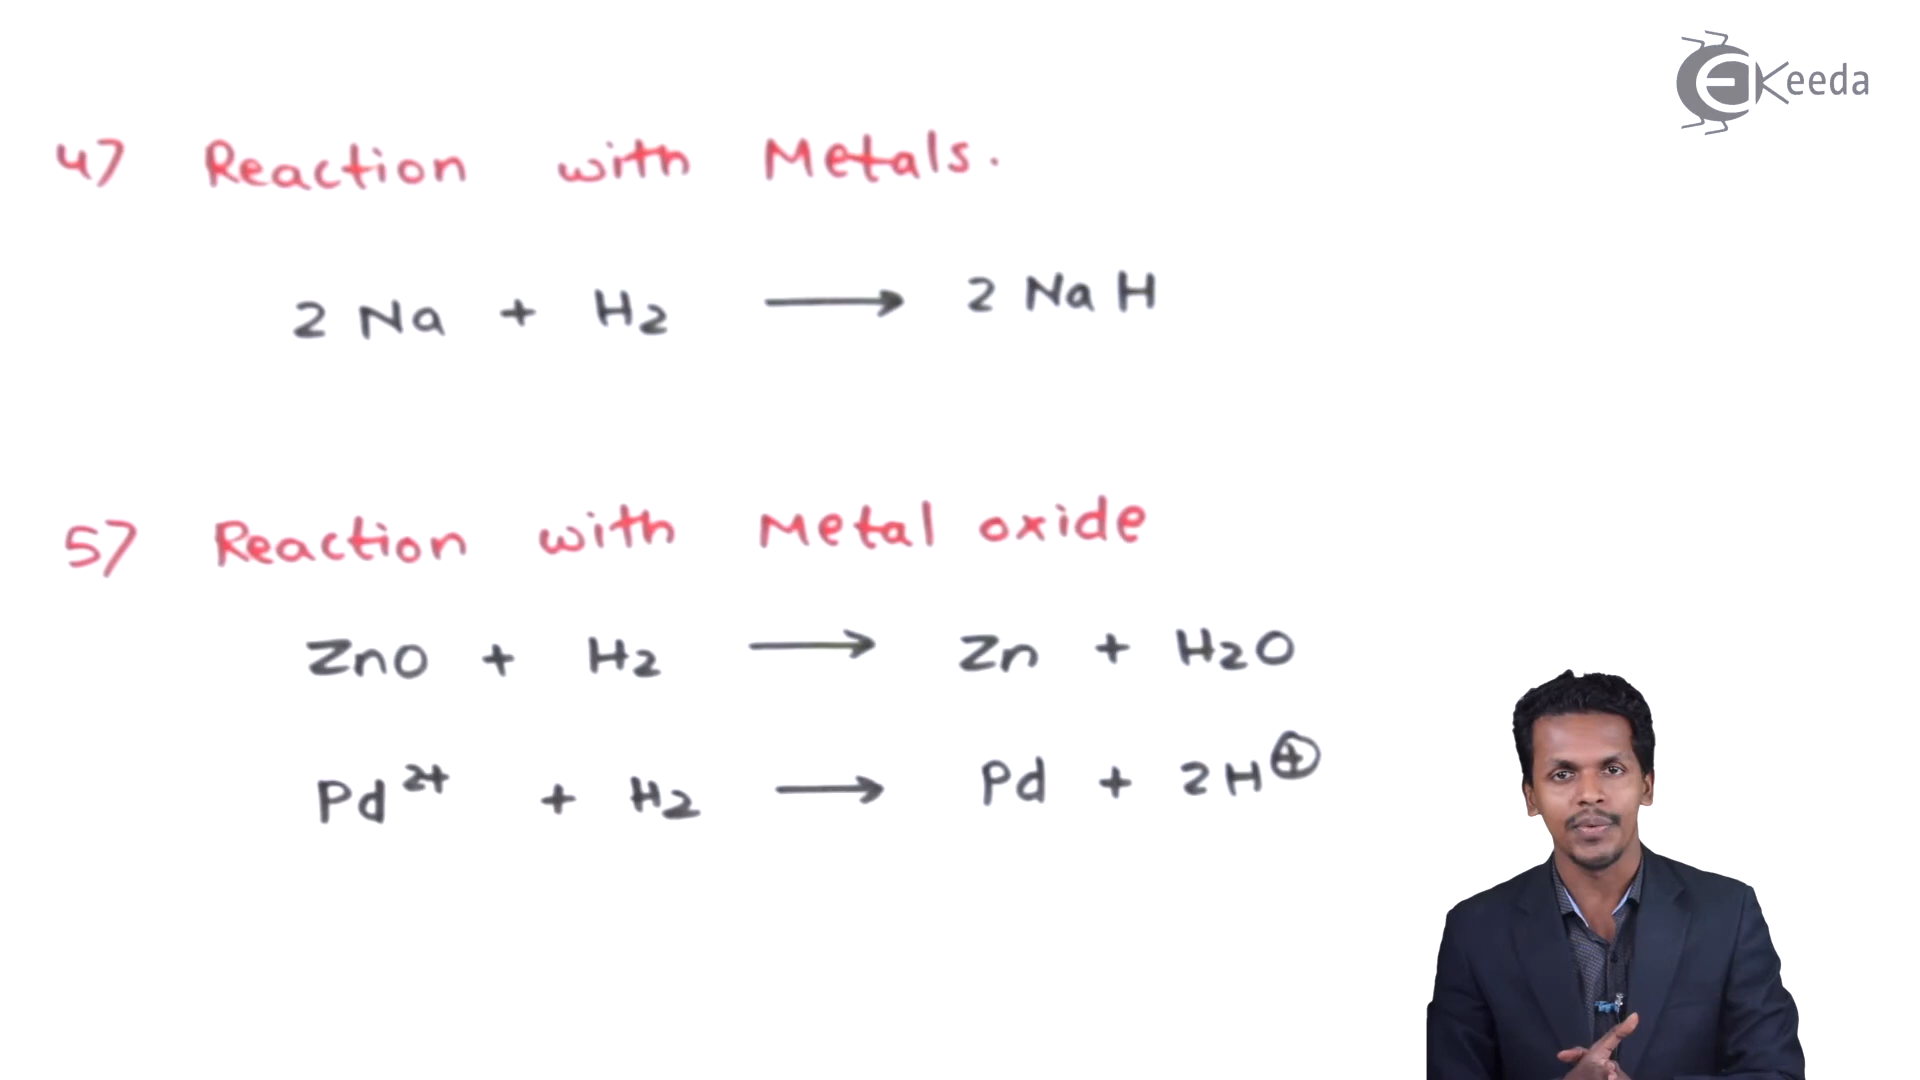 EKeeda
4) Reaction with Metals.
2 Na + H2 ⟶ 2 NaH
5) Reaction with Metal oxide
ZnO + H2 ⟶ Zn + H2O
Pd2+ + H2 ⟶ Pd + 2H⊕